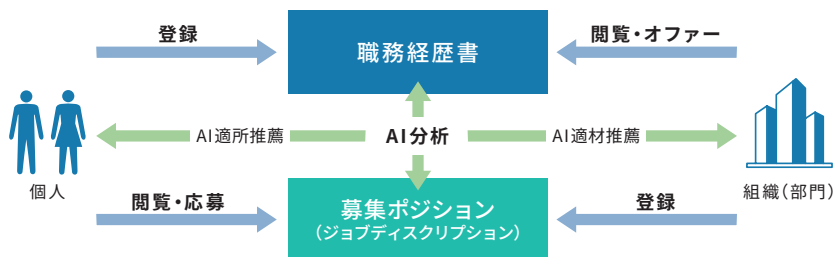 登録
職務経歴書
閲覧・オファー
AI適所推薦
AI分析
AI適材推薦
個人
組織(部門)
閲覧・応募
募集ポジション
(ジョブディスクリプション)
登録